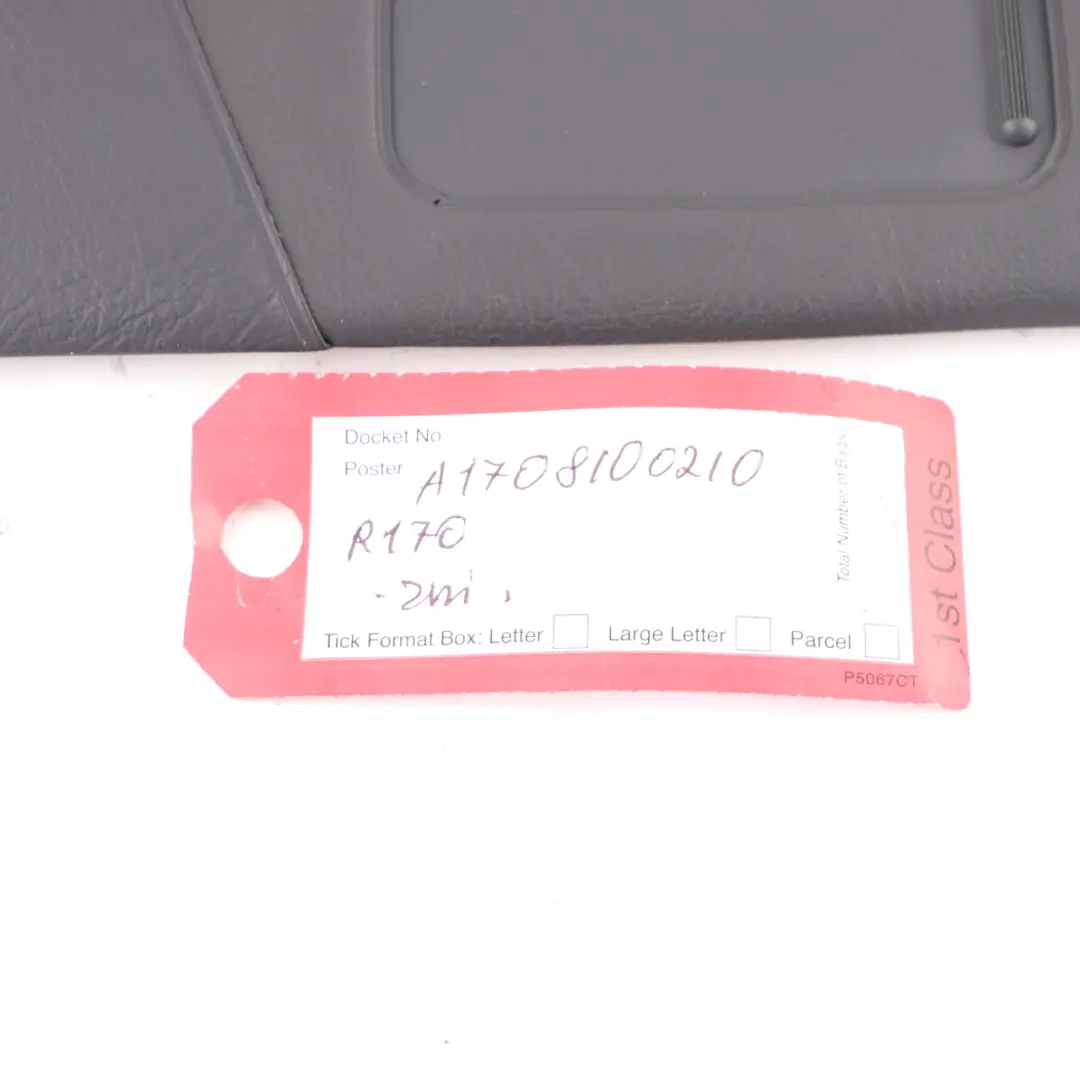 Docket No
Poster A1708100210
R170
Tick Format Box: Letter Large Letter Parcel
P5067CT
Total Number of Bags
1st Class